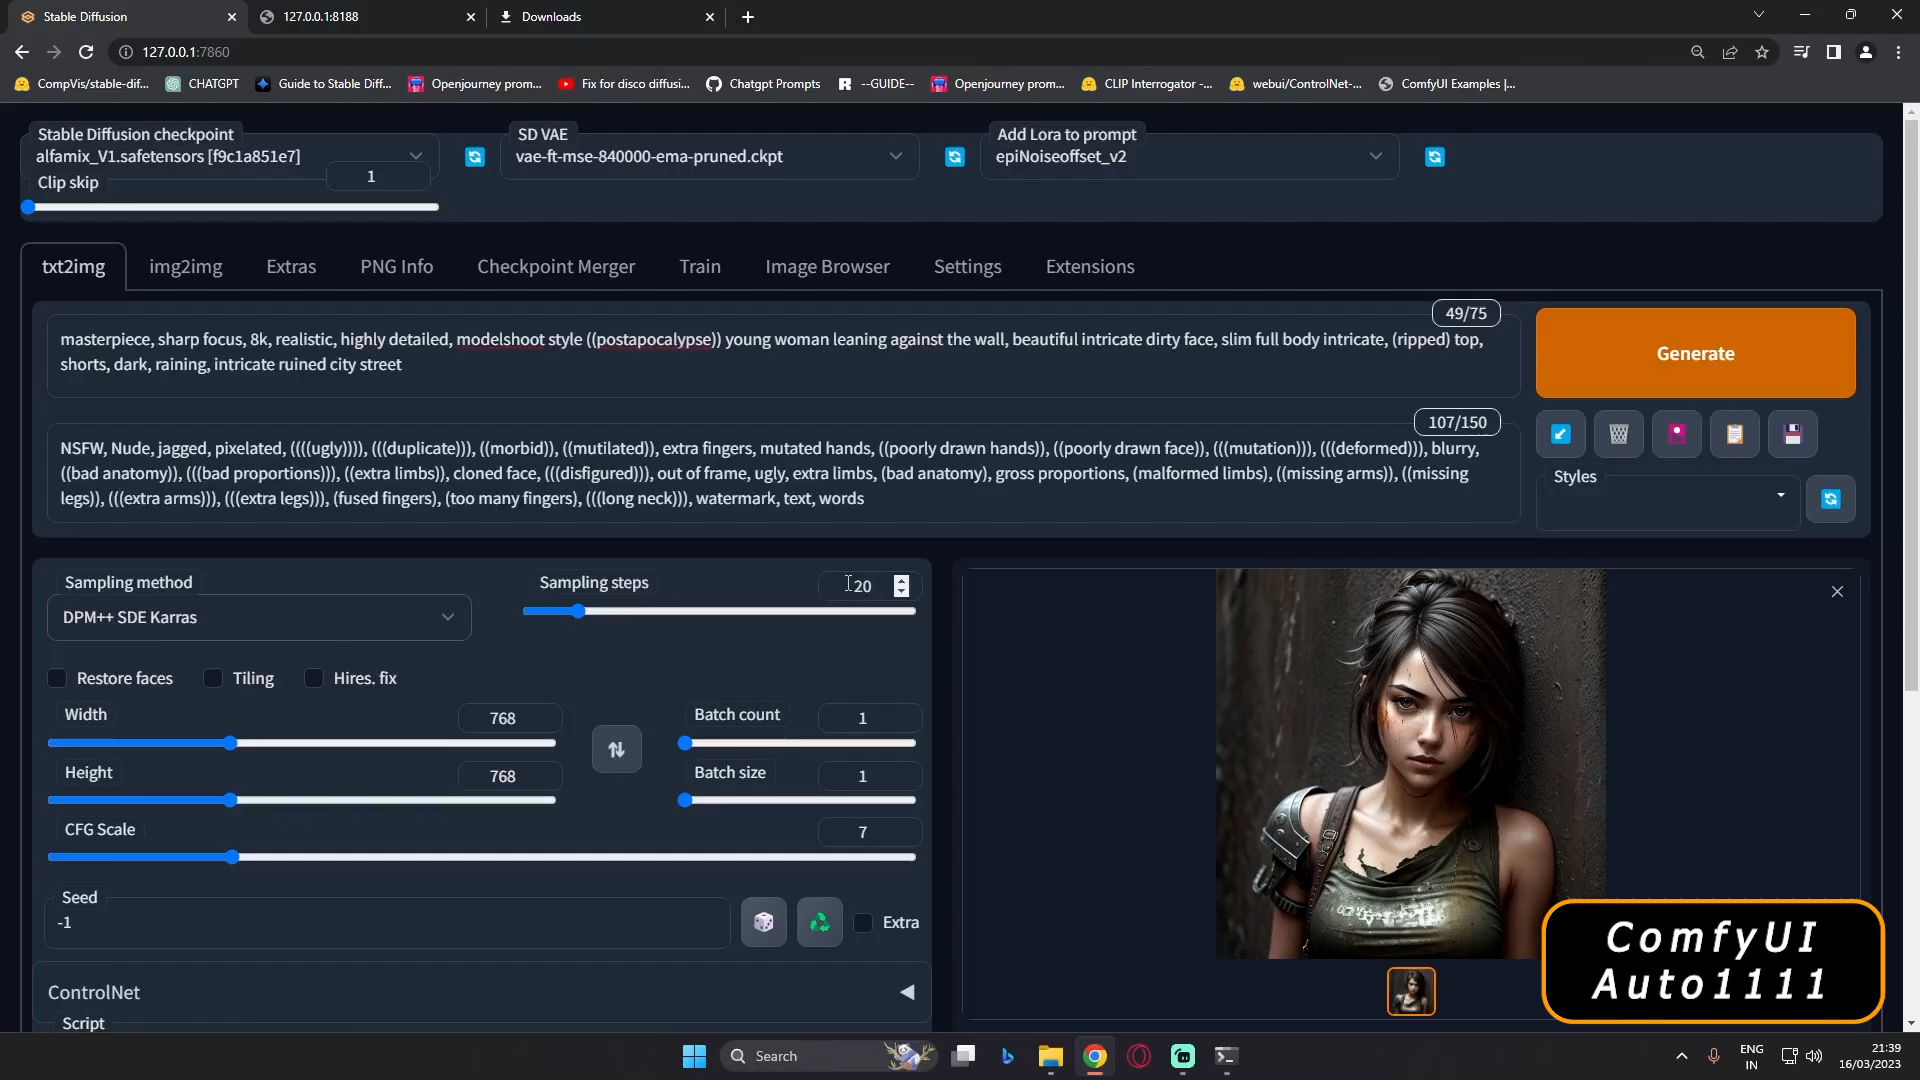 Stable Diffusion
127.0.0.1:8188
Downloads
127.0.0.1:7860
CompVis/stable-dif...
CHATGPT
Guide to Stable Diff...
Openjourney prom...
Fix for disco diffusi...
Chatgpt Prompts
--GUIDE--
Openjourney prom...
CLIP Interrogator -...
webui/ControlNet-...
ComfyUI Examples |...
Stable Diffusion checkpoint
alfamix_V1.safetensors [f9c1a851e7]
SD VAE
vae-ft-mse-840000-ema-pruned.ckpt
Add Lora to prompt
epiNoiseoffset_v2
Clip skip
1
txt2img
img2img
Extras
PNG Info
Checkpoint Merger
Train
Image Browser
Settings
Extensions
49/75
masterpiece, sharp focus, 8k, realistic, highly detailed, modelshoot style ((postapocalypse)) young woman leaning against the wall, beautiful intricate dirty face, slim full body intricate, (ripped) top,
shorts, dark, raining, intricate ruined city street
Generate
107/150
NSFW, Nude, jagged, pixelated, ((((ugly)))), (((duplicate))), ((morbid)), ((mutilated)), extra fingers, mutated hands, ((poorly drawn hands)), ((poorly drawn face)), (((mutation))), (((deformed))), blurry,
((bad anatomy)), (((bad proportions))), ((extra limbs)), cloned face, (((disfigured))), out of frame, ugly, extra limbs, (bad anatomy), gross proportions, (malformed limbs), ((missing arms)), ((missing
legs)), (((extra arms))), (((extra legs))), (fused fingers), (too many fingers), (((long neck))), watermark, text, words
Styles
Sampling method
DPM++ SDE Karras
Sampling steps
20
Restore faces
Tiling
Hires. fix
Width
768
Batch count
1
Height
768
Batch size
1
CFG Scale
7
Seed
-1
Extra
ControlNet
Script
ComfyUI
Auto1111
Search
ENG
IN
21:39
16/03/2023